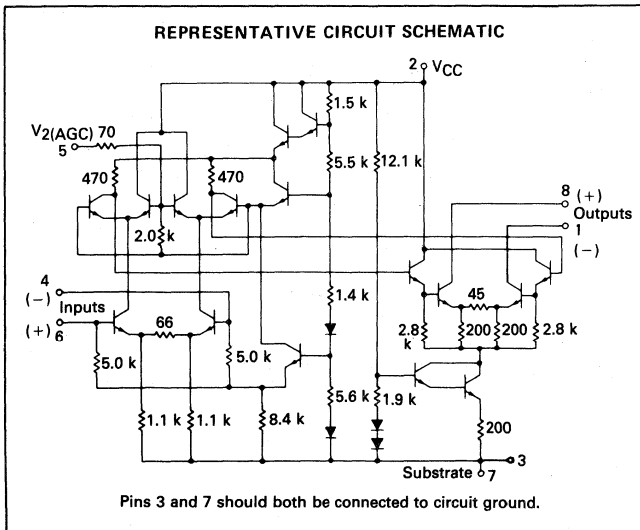 REPRESENTATIVE CIRCUIT SCHEMATIC
2 VCC
1.5 k
V2(AGC) 70
5
5.5 k
12.1 k
470
470
8 (+)
Outputs
1
(-)
2.0 k
4
(-)
Inputs
(+)
6
66
1.4 k
45
2.8 k
200
200
2.8 k
5.0 k
5.0 k
5.6 k
1.9 k
1.1 k
1.1 k
8.4 k
200
3
Substrate
7
Pins 3 and 7 should both be connected to circuit ground.